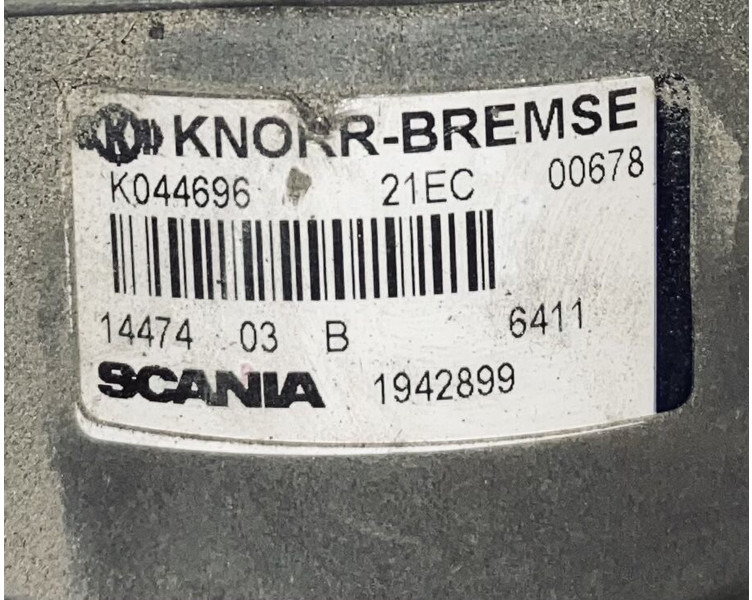 KNORR-BREMSE
K044696 21EC 00678
14474 03 B 6411
SCANIA 1942899